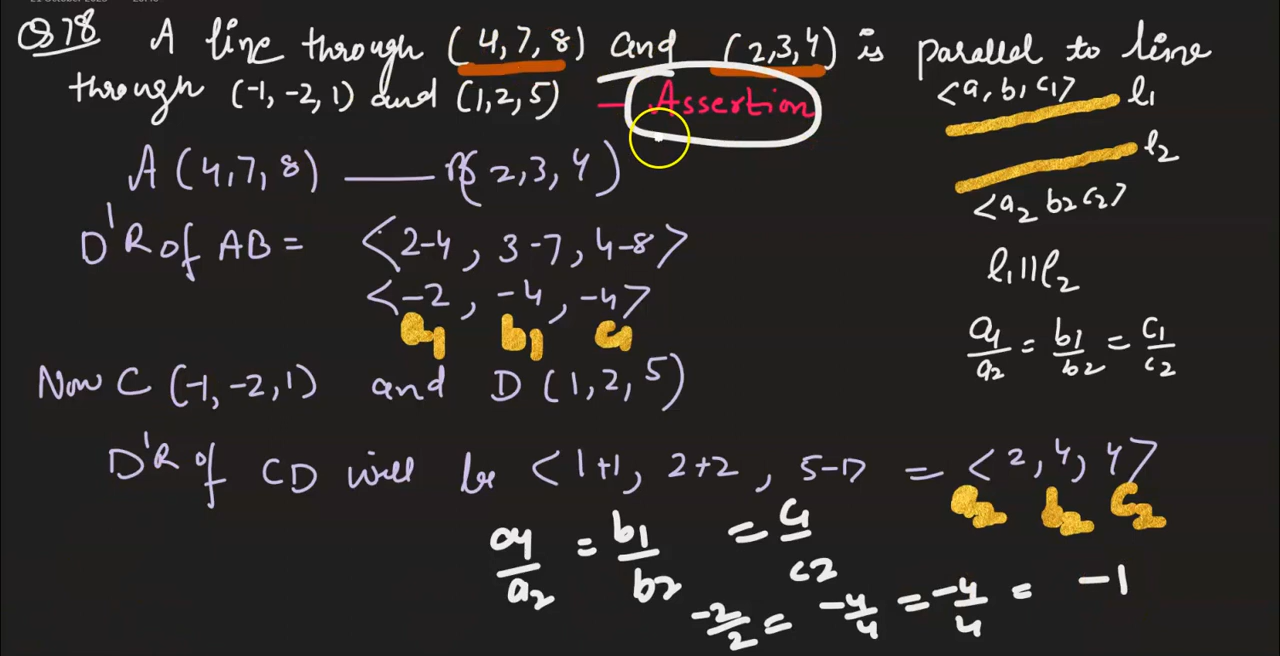 21 October 2025
Q 78 A line through (4,7,8) and (2,3,4) is parallel to line
through (-1, -2, 1) and (1,2,5) - Assertion
<a, b, c1> l1
l2
<a2 b2 c2>
l1 || l2
a1/a2 = b1/b2 = c1/c2
A (4,7,8) —— B(2,3,4)
D'R of AB = <2-4, 3-7, 4-8>
<-2, -4, -4>
a1 b1 c1
Now C (-1, -2, 1) and D (1, 2, 5)
D'R of CD will be <1+1, 2+2, 5-1> = <2, 4, 4>
a2 b2 c2
a1/a2 = b1/b2 = c1/c2
-2/2 = -4/4 = -4/4 = -1